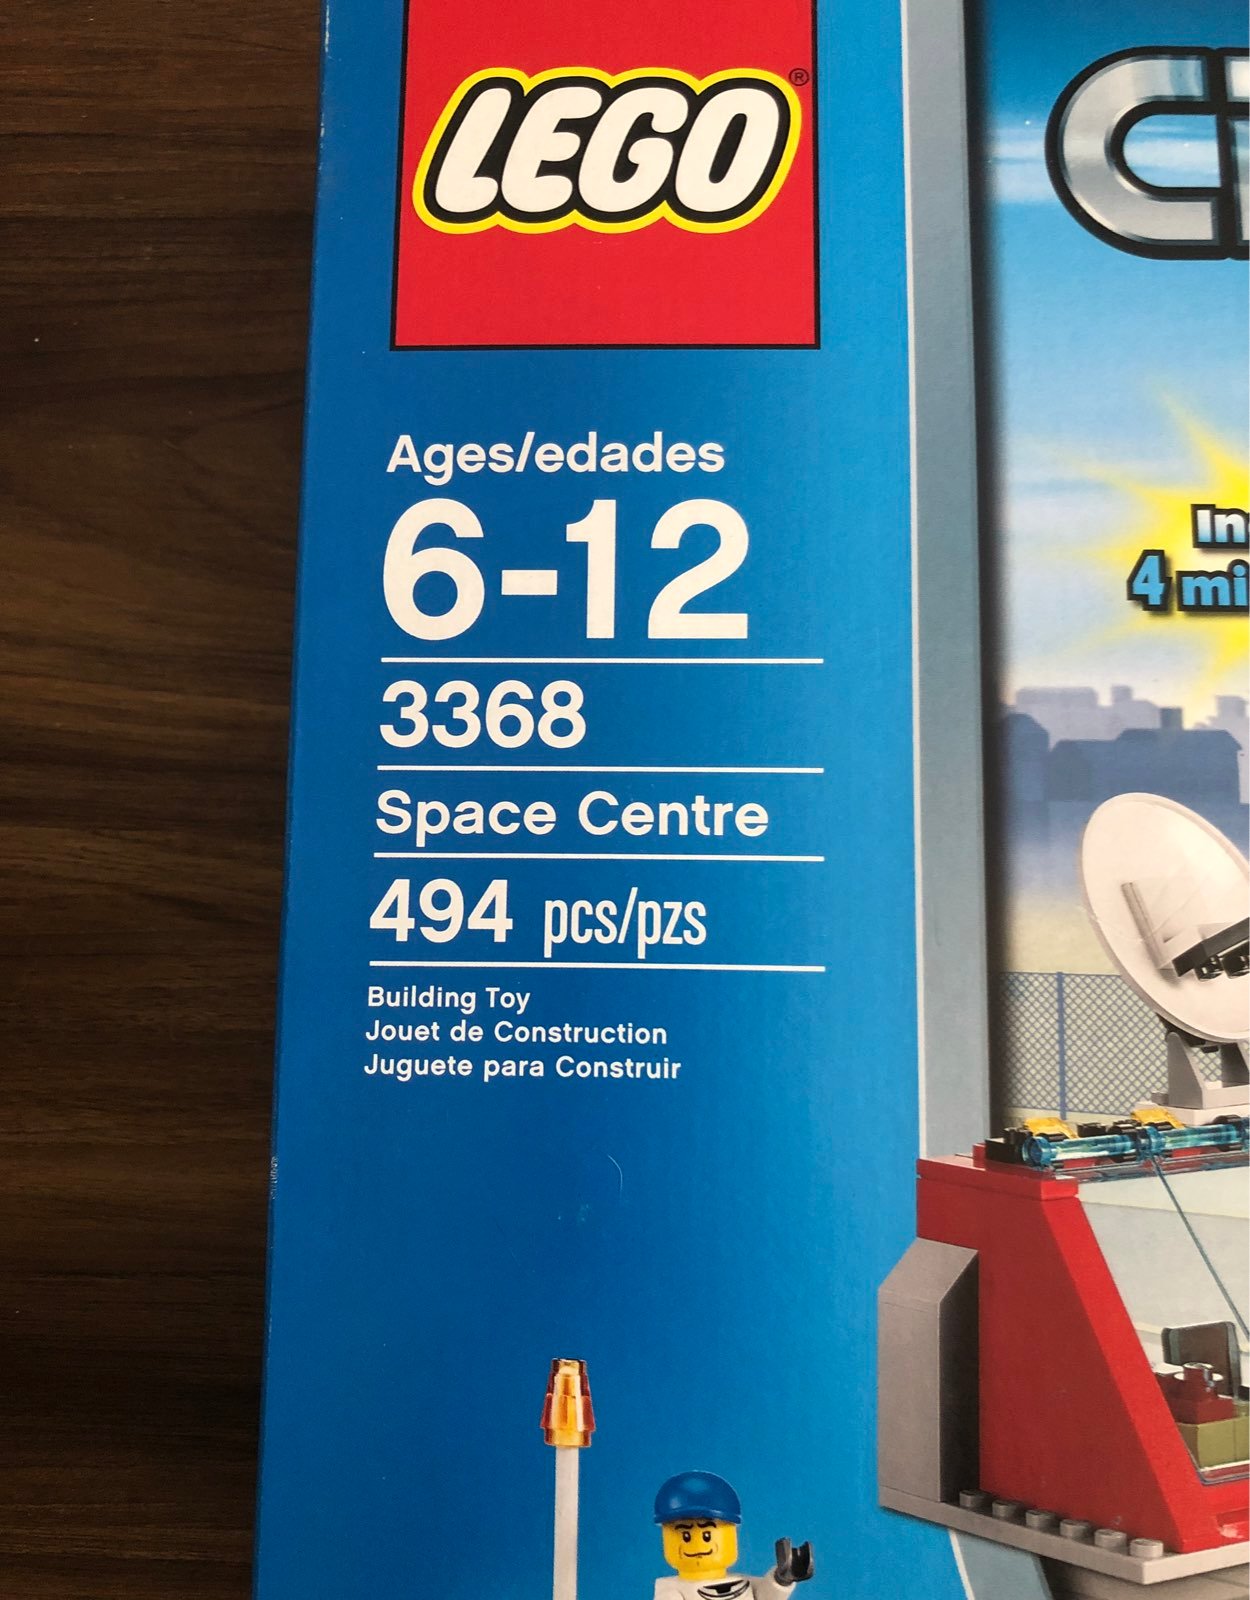 LEGO®
Ages/edades
6-12
3368
Space Centre
494 pcs/pzs
Building Toy
Jouet de Construction
Juguete para Construir
4